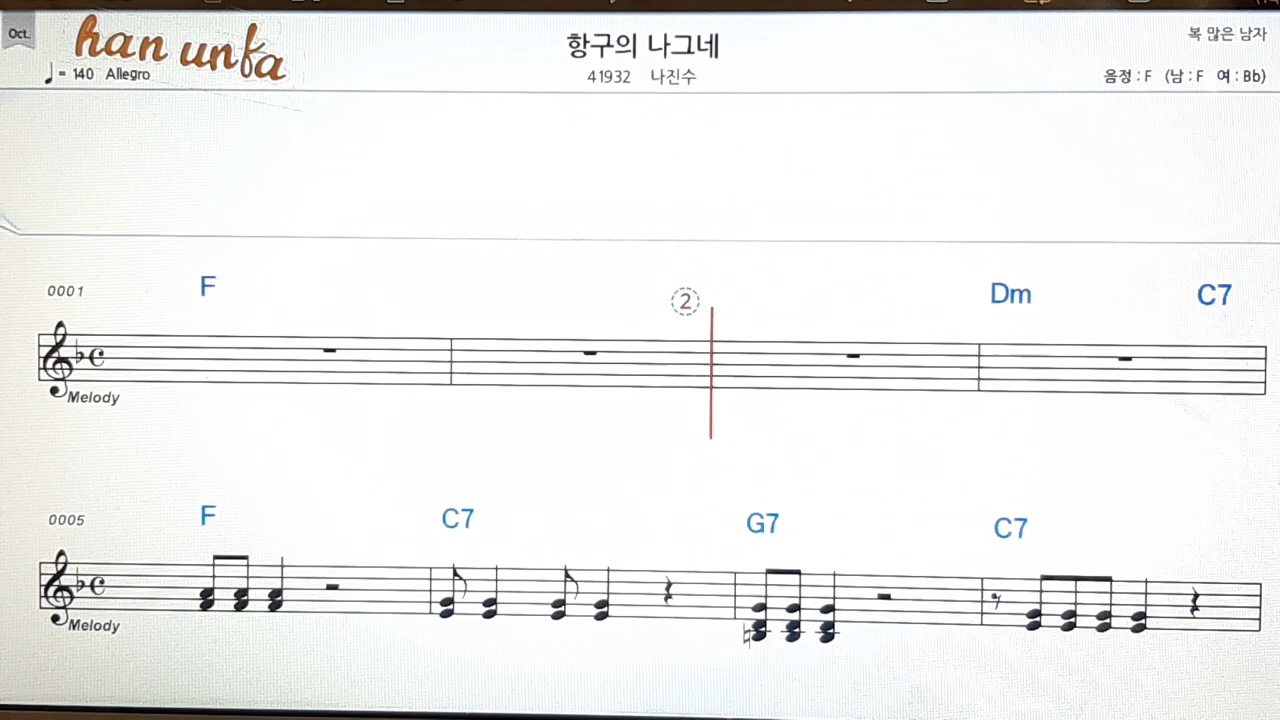 Oct.
han unfa
항구의 나그네
복 많은 남자
♩= 140 Allegro
41932 나진수
음정 : F (남 : F 여 : Bb)
0001
F
②
Dm
C7
Melody
0005
F
C7
G7
C7
Melody